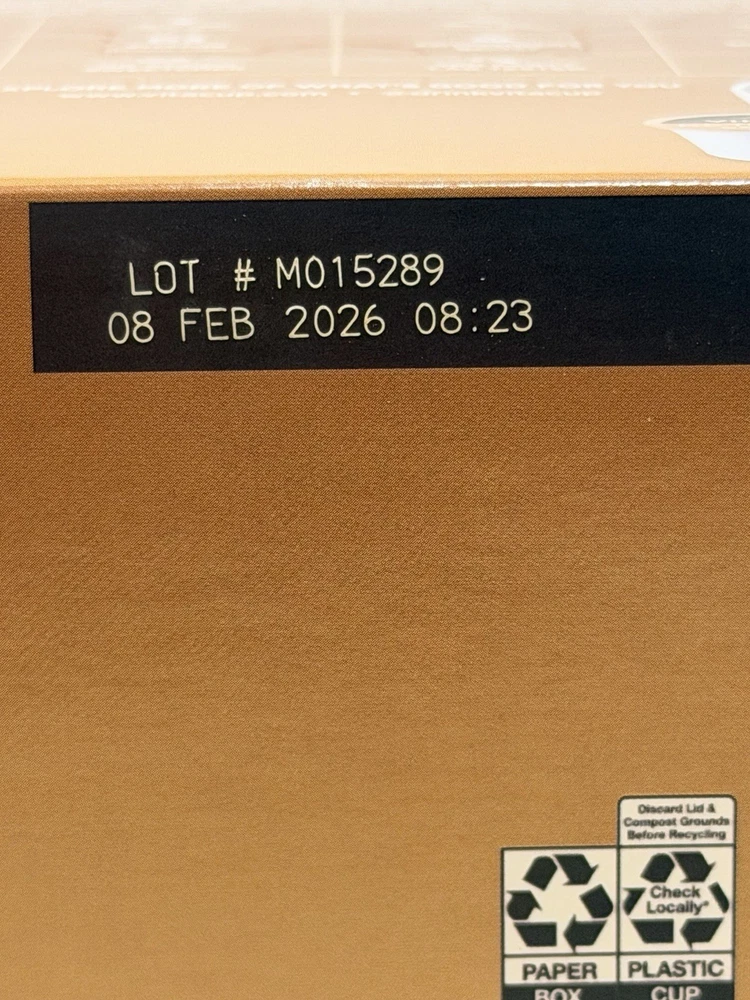 LOT # M015289
08 FEB 2026 08:23
Discard Lid &
Compost Grounds
Before Recycling
Check
Locally*
PAPER
PLASTIC
BOX
CUP